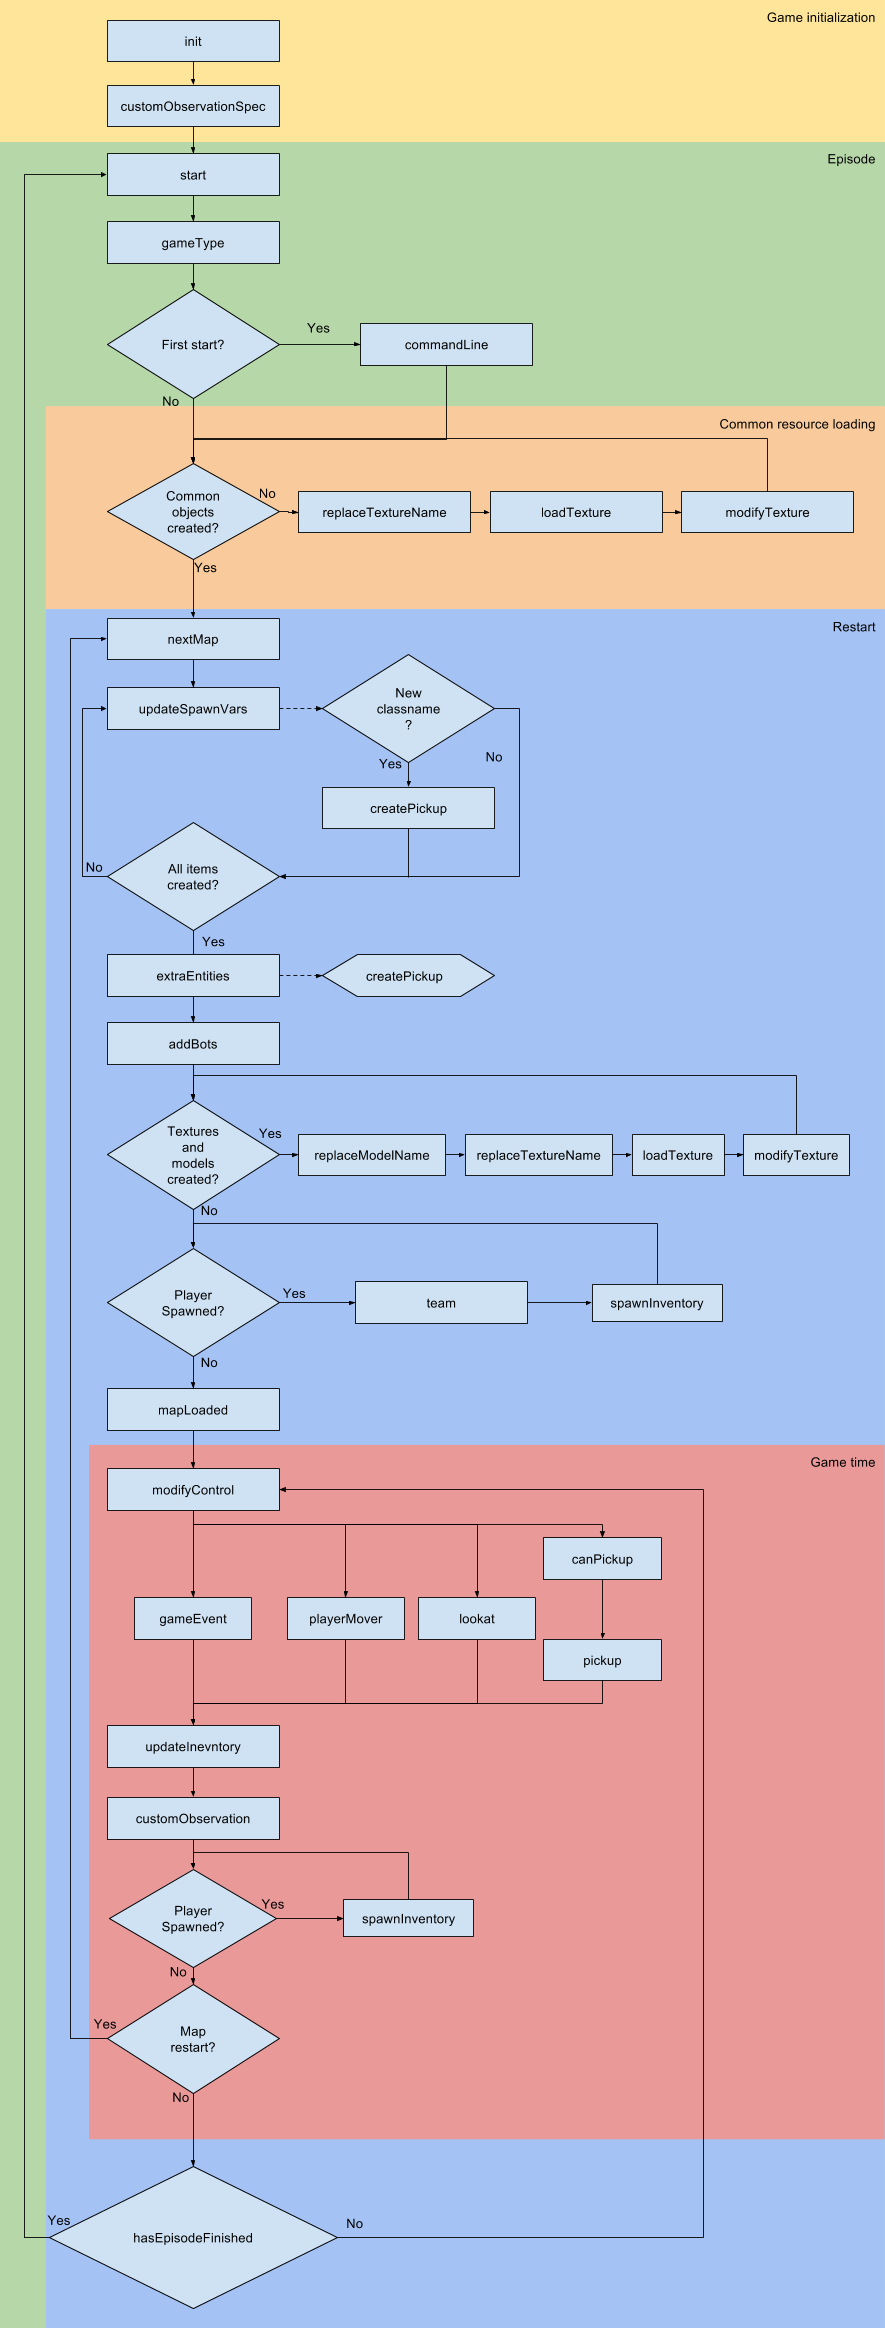 Game initialization
init
customObservationSpec
Episode
start
gameType
First start?
Yes
commandLine
No
Common resource loading
Common
objects
created?
No
replaceTextureName
loadTexture
modifyTexture
Yes
Restart
nextMap
updateSpawnVars
New
classname
?
Yes
No
createPickup
All items
created?
No
Yes
extraEntities
createPickup
addBots
Textures
and
models
created?
Yes
replaceModelName
replaceTextureName
loadTexture
modifyTexture
No
Player
Spawned?
Yes
team
spawnInventory
No
mapLoaded
Game time
modifyControl
canPickup
gameEvent
playerMover
lookat
pickup
updateInevntory
customObservation
Player
Spawned?
Yes
spawnInventory
No
Map
restart?
Yes
No
hasEpisodeFinished
Yes
No